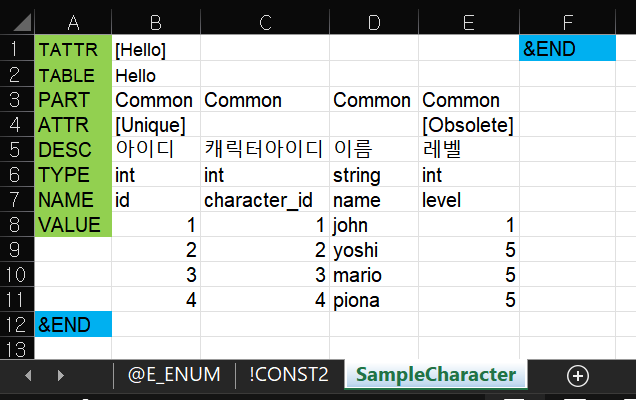 A B C D E F
1 TATTR [Hello] &END
2 TABLE Hello
3 PART Common Common Common Common
4 ATTR [Unique] [Obsolete]
5 DESC 아이디 캐릭터아이디 이름 레벨
6 TYPE int int string int
7 NAME id character_id name level
8 VALUE 1 1 john 1
9 2 2 yoshi 5
10 3 3 mario 5
11 4 4 piona 5
12 &END
13
@E_ENUM !CONST2 SampleCharacter